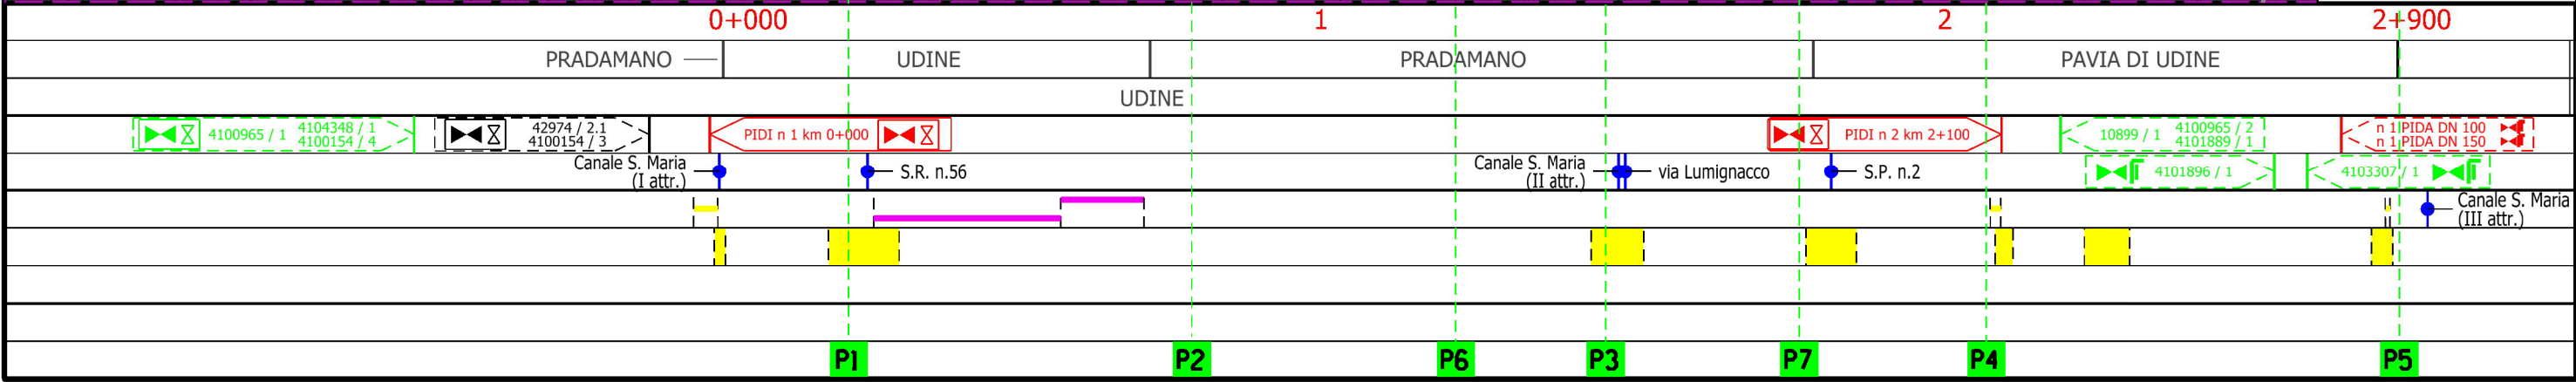 0+000 1 2 2+900
PRADAMANO UDINE PRADAMANO PAVIA DI UDINE
UDINE
4100965 / 1 4104348 / 1
4100154 / 4
42974 / 2.1
4100154 / 3
PIDI n 1 km 0+000
PIDI n 2 km 2+100
10899 / 1 4100965 / 2
4101889 / 1
n 1 PIDA DN 100
n 1 PIDA DN 150
Canale S. Maria
(I attr.)
S.R. n.56
Canale S. Maria
(II attr.)
via Lumignacco
S.P. n.2
4101896 / 1
4103307 / 1
Canale S. Maria
(III attr.)
P1 P2 P6 P3 P7 P4 P5